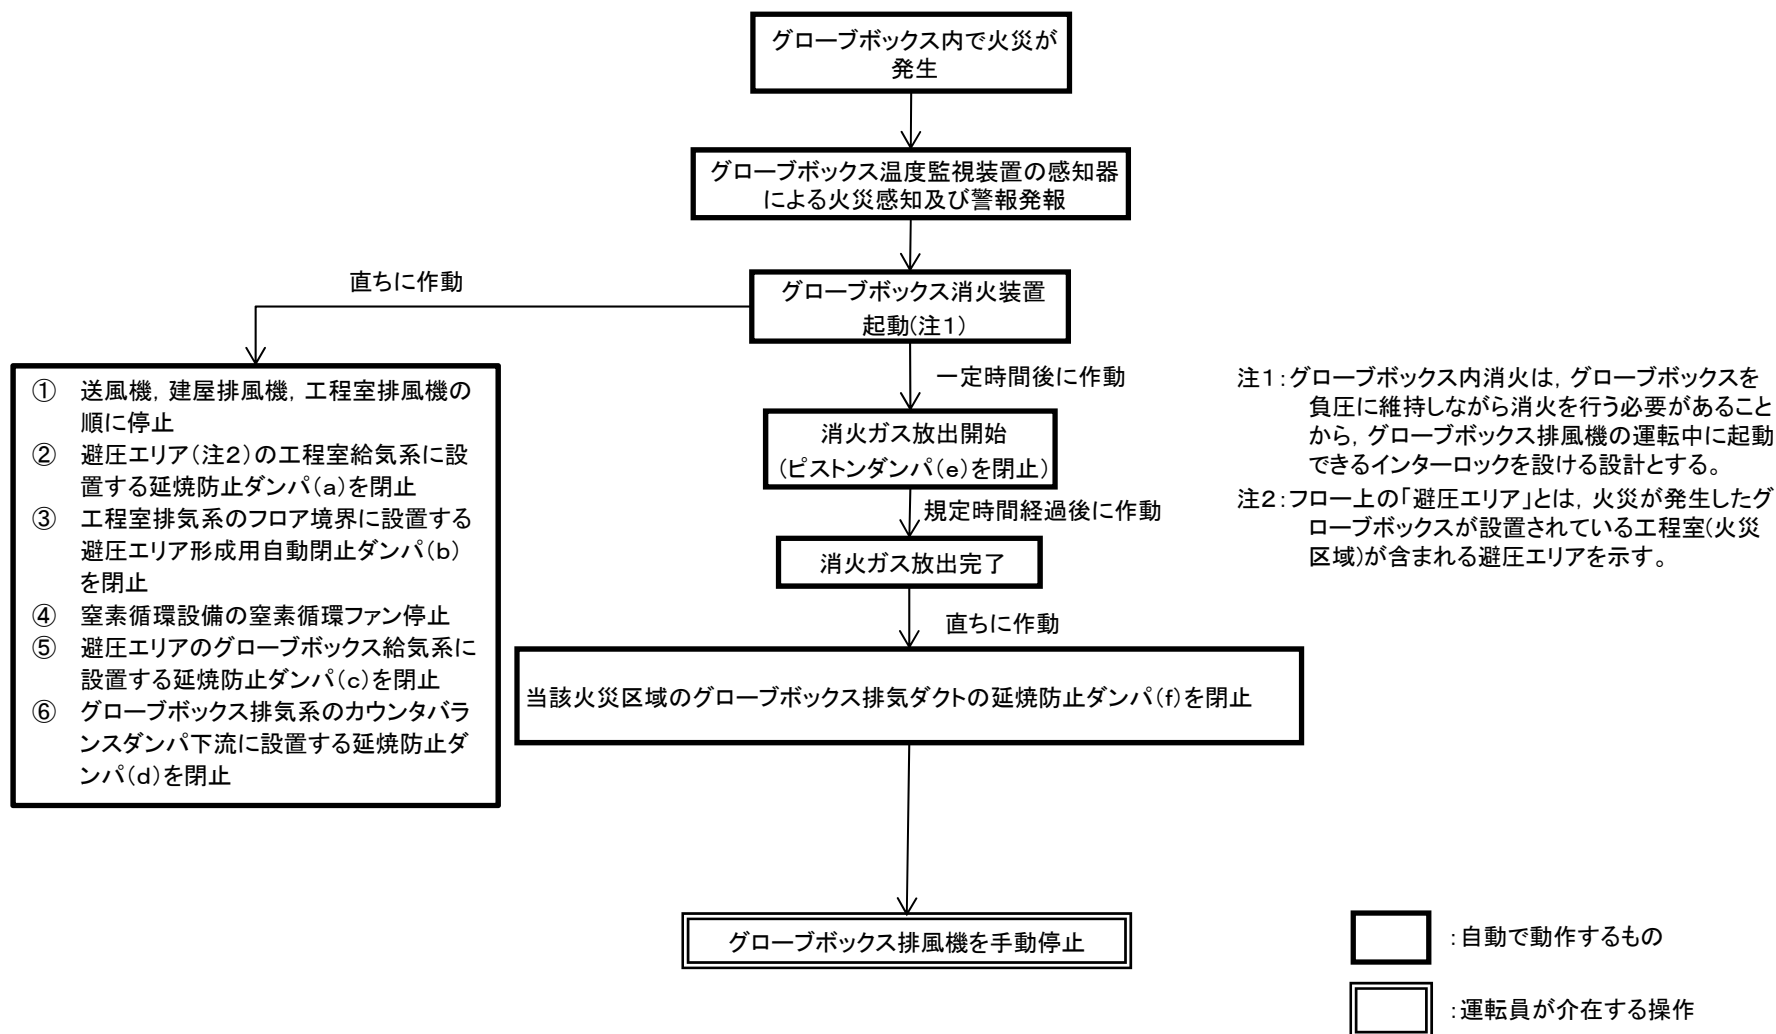 グローブボックス内で火災が
発生
グローブボックス温度監視装置の感知器
による火災感知及び警報発報
直ちに作動
グローブボックス消火装置
起動(注1)
一定時間後に作動
① 送風機，建屋排風機，工程室排風機の
順に停止
② 避圧エリア(注2)の工程室給気系に設
置する延焼防止ダンパ(a)を閉止
③ 工程室排気系のフロア境界に設置する
避圧エリア形成用自動閉止ダンパ(b)
を閉止
④ 窒素循環設備の窒素循環ファン停止
⑤ 避圧エリアのグローブボックス給気系に
設置する延焼防止ダンパ(c)を閉止
⑥ グローブボックス排気系のカウンタバラ
ンスダンパ下流に設置する延焼防止ダ
ンパ(d)を閉止
消火ガス放出開始
(ピストンダンパ(e)を閉止)
規定時間経過後に作動
消火ガス放出完了
直ちに作動
当該火災区域のグローブボックス排気ダクトの延焼防止ダンパ(f)を閉止
グローブボックス排風機を手動停止
注1：グローブボックス内消火は，グローブボックスを
負圧に維持しながら消火を行う必要があること
から，グローブボックス排風機の運転中に起動
できるインターロックを設ける設計とする。
注2：フロー上の「避圧エリア」とは，火災が発生したグ
ローブボックスが設置されている工程室(火災
区域)が含まれる避圧エリアを示す。
：自動で動作するもの
：運転員が介在する操作